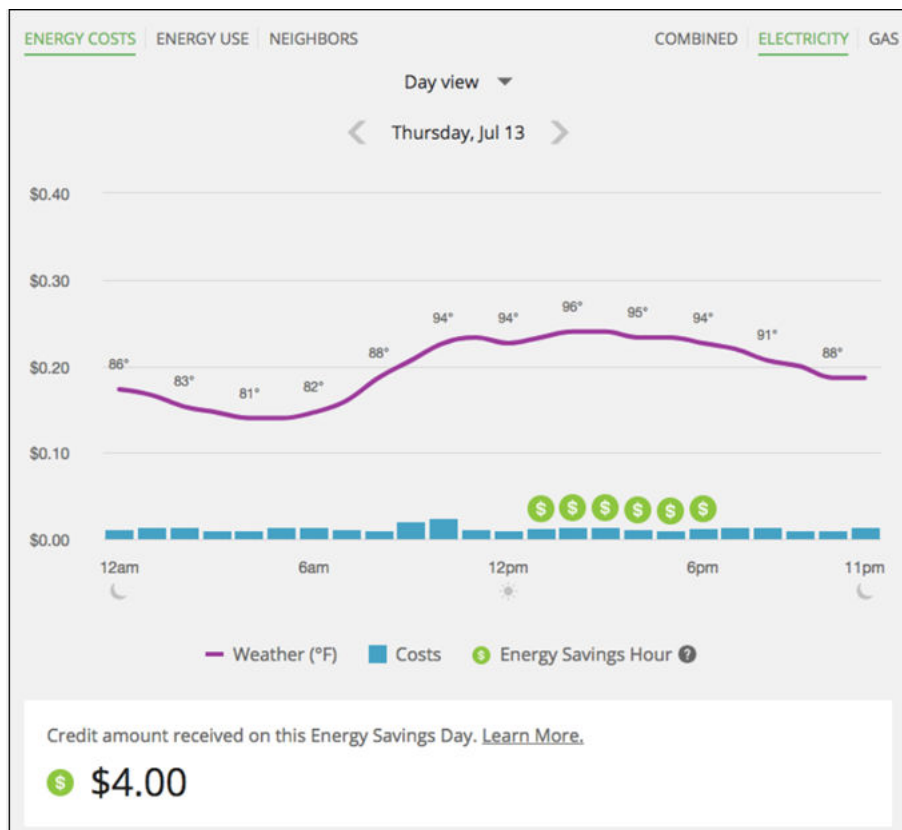 ENERGY COSTS ENERGY USE NEIGHBORS COMBINED ELECTRICITY GAS
Day view
Thursday, Jul 13
$0.40
$0.30
96°
94° 94° 95° 94°
91°
88° 88°
$0.20
86°
83° 81° 82°
$0.10
$ $ $ $ $ $
$0.00
12am 6am 12pm 6pm 11pm
Weather (°F) Costs $ Energy Savings Hour ?
Credit amount received on this Energy Savings Day. Learn More.
$ $4.00